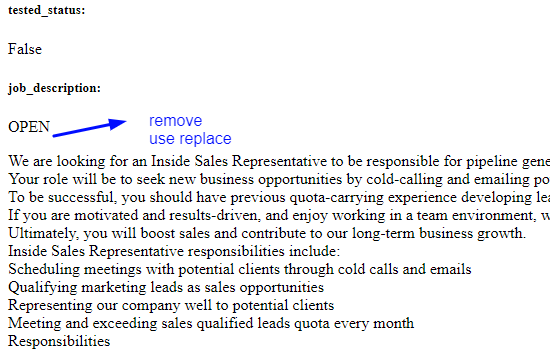 tested_status:
False
job_description:
OPEN
remove
use replace
We are looking for an Inside Sales Representative to be responsible for pipeline gene
Your role will be to seek new business opportunities by cold-calling and emailing po
To be successful, you should have previous quota-carrying experience developing lea
If you are motivated and results-driven, and enjoy working in a team environment, w
Ultimately, you will boost sales and contribute to our long-term business growth.
Inside Sales Representative responsibilities include:
Scheduling meetings with potential clients through cold calls and emails
Qualifying marketing leads as sales opportunities
Representing our company well to potential clients
Meeting and exceeding sales qualified leads quota every month
Responsibilities